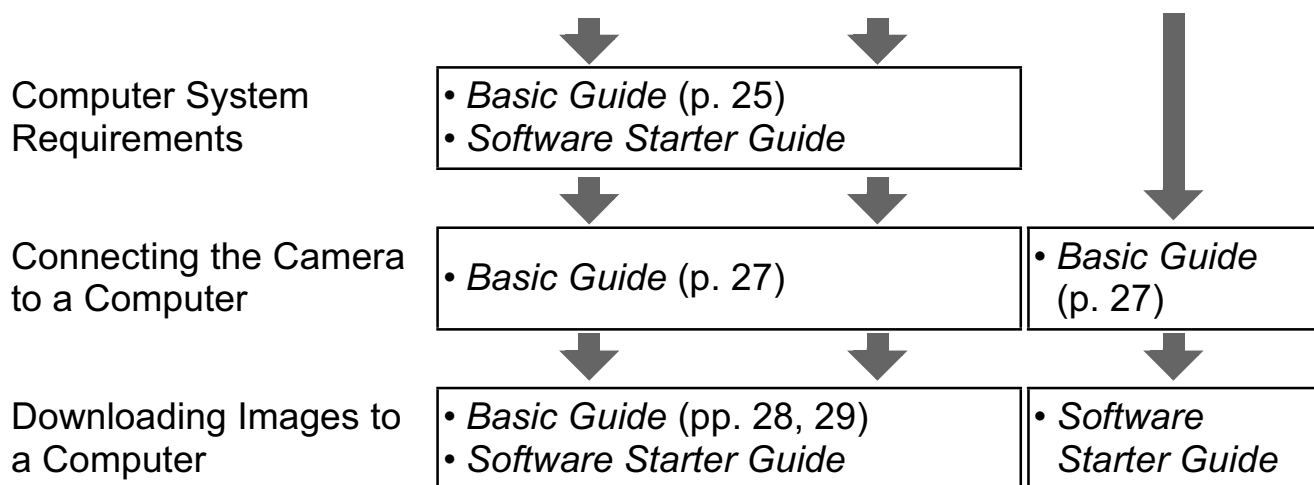 Computer System
Requirements
• Basic Guide (p. 25)
• Software Starter Guide
Connecting the Camera
to a Computer
• Basic Guide (p. 27)
• Basic Guide
(p. 27)
Downloading Images to
a Computer
• Basic Guide (pp. 28, 29)
• Software Starter Guide
• Software
Starter Guide